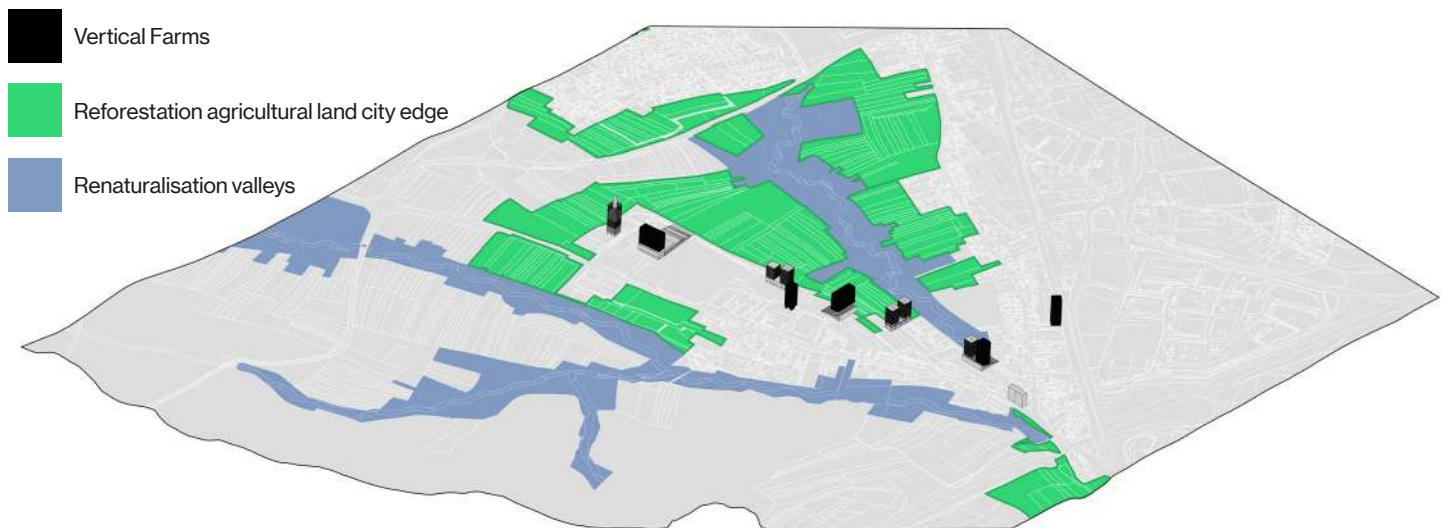 Vertical Farms
Reforestation agricultural land city edge
Renaturalisation valleys